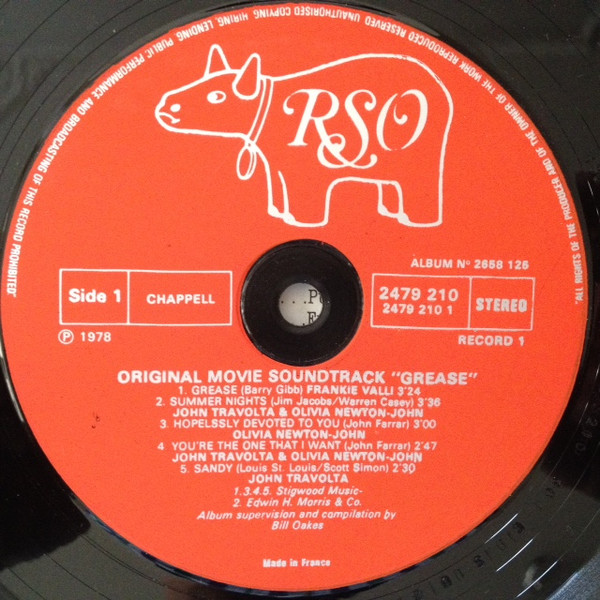 "ALL RIGHTS OF THE PRODUCER AND OF THE OWNER OF THE WORK REPRODUCED RESERVED UNAUTHORISED COPYING, HIRING, LENDING, PUBLIC PERFORMANCE AND BROADCASTING OF THIS RECORD PROHIBITED"
RSO
ALBUM Nº 2658 125
Side 1
CHAPPELL
2479 210
2479 210 1
STEREO
℗ 1978
RECORD 1
ORIGINAL MOVIE SOUNDTRACK "GREASE"
1. GREASE (Barry Gibb) FRANKIE VALLI 3'24
2. SUMMER NIGHTS (Jim Jacobs/Warren Casey) 3'36
JOHN TRAVOLTA & OLIVIA NEWTON-JOHN
3. HOPELSSLY DEVOTED TO YOU (John Farrar) 3'00
OLIVIA NEWTON-JOHN
4 YOU'RE THE ONE THAT I WANT (John Farrar) 2'47
JOHN TRAVOLTA & OLIVIA NEWTON-JOHN
5. SANDY (Louis St. Louis/Scott Simon) 2'30
JOHN TRAVOLTA
1.3.4.5. Stigwood Music-
2. Edwin H. Morris & Co.
Album supervision and compilation by
Bill Oakes
Made in France